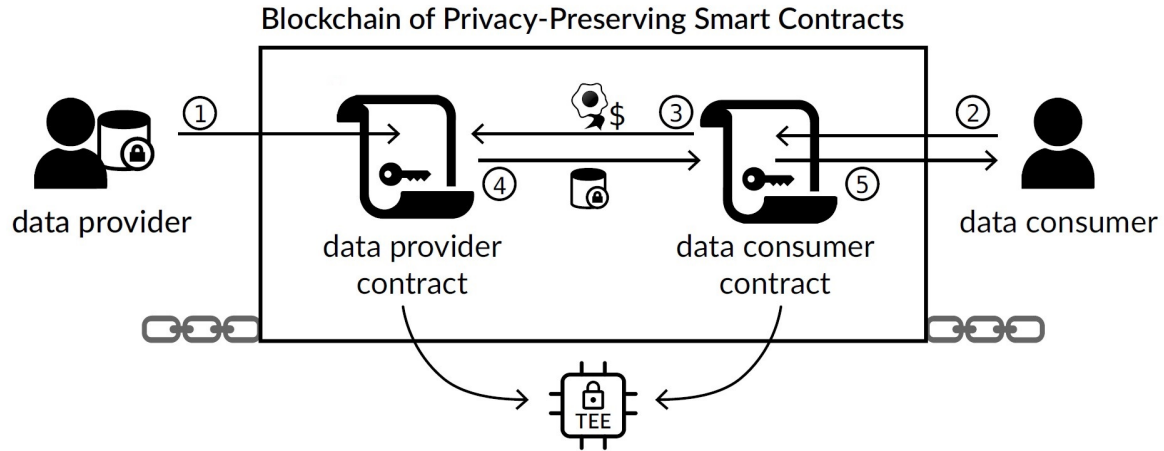 Blockchain of Privacy-Preserving Smart Contracts
1
$
3
2
4
5
data provider
data consumer
data provider
contract
data consumer
contract
TEE